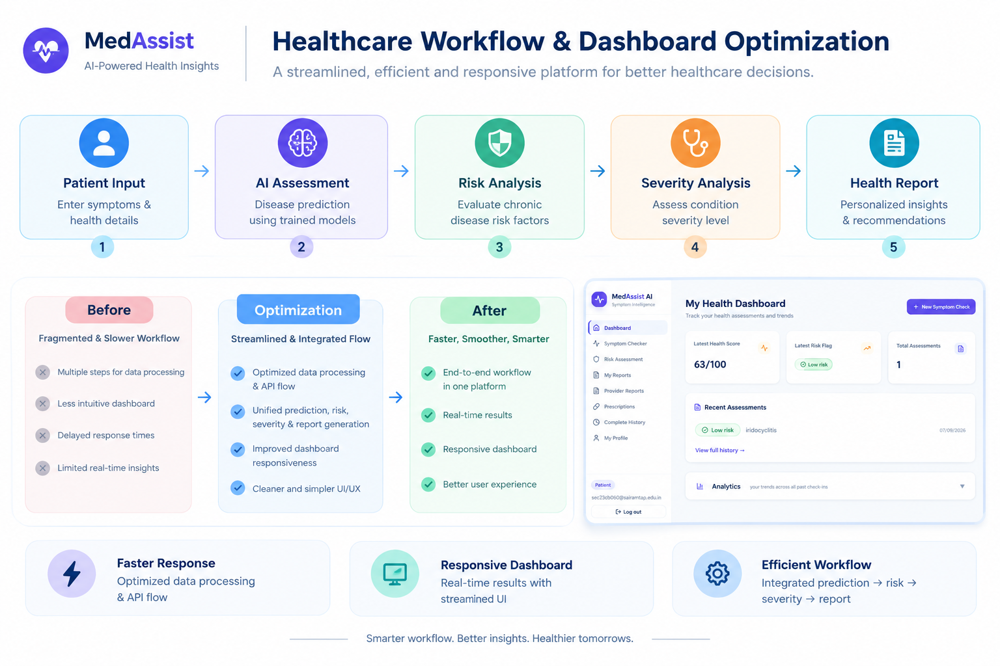 MedAssist
AI-Powered Health Insights
Healthcare Workflow & Dashboard Optimization
A streamlined, efficient and responsive platform for better healthcare decisions.
Patient Input
Enter symptoms &
health details
1
AI Assessment
Disease prediction
using trained models
2
Risk Analysis
Evaluate chronic
disease risk factors
3
Severity Analysis
Assess condition
severity level
4
Health Report
Personalized insights
& recommendations
5
Before
Fragmented & Slower Workflow
Multiple steps for data processing
Less intuitive dashboard
Delayed response times
Limited real-time insights
Optimization
Streamlined & Integrated Flow
Optimized data processing
& API flow
Unified prediction, risk,
severity & report generation
Improved dashboard
responsiveness
Cleaner and simpler UI/UX
After
Faster, Smoother, Smarter
End-to-end workflow
in one platform
Real-time results
Responsive dashboard
Better user experience
MedAssist AI
Symptom Intelligence
Dashboard
Symptom Checker
Risk Assessment
My Reports
Provider Reports
Prescriptions
Complete History
My Profile
Patient
sec23cb060@sairamtap.edu.in
Log out
My Health Dashboard
Track your health assessments and trends
+ New Symptom Check
Latest Health Score
63/100
Latest Risk Flag
Low risk
Total Assessments
1
Recent Assessments
Low risk iridocyclitis 07/09/2026
View full history →
Analytics your trends across all past check-ins ▼
Faster Response
Optimized data processing
& API flow
Responsive Dashboard
Real-time results with
streamined UI
Efficient Workflow
Integrated prediction → risk →
severity → report
Smarter workflow. Better insights. Healthier tomorrows.